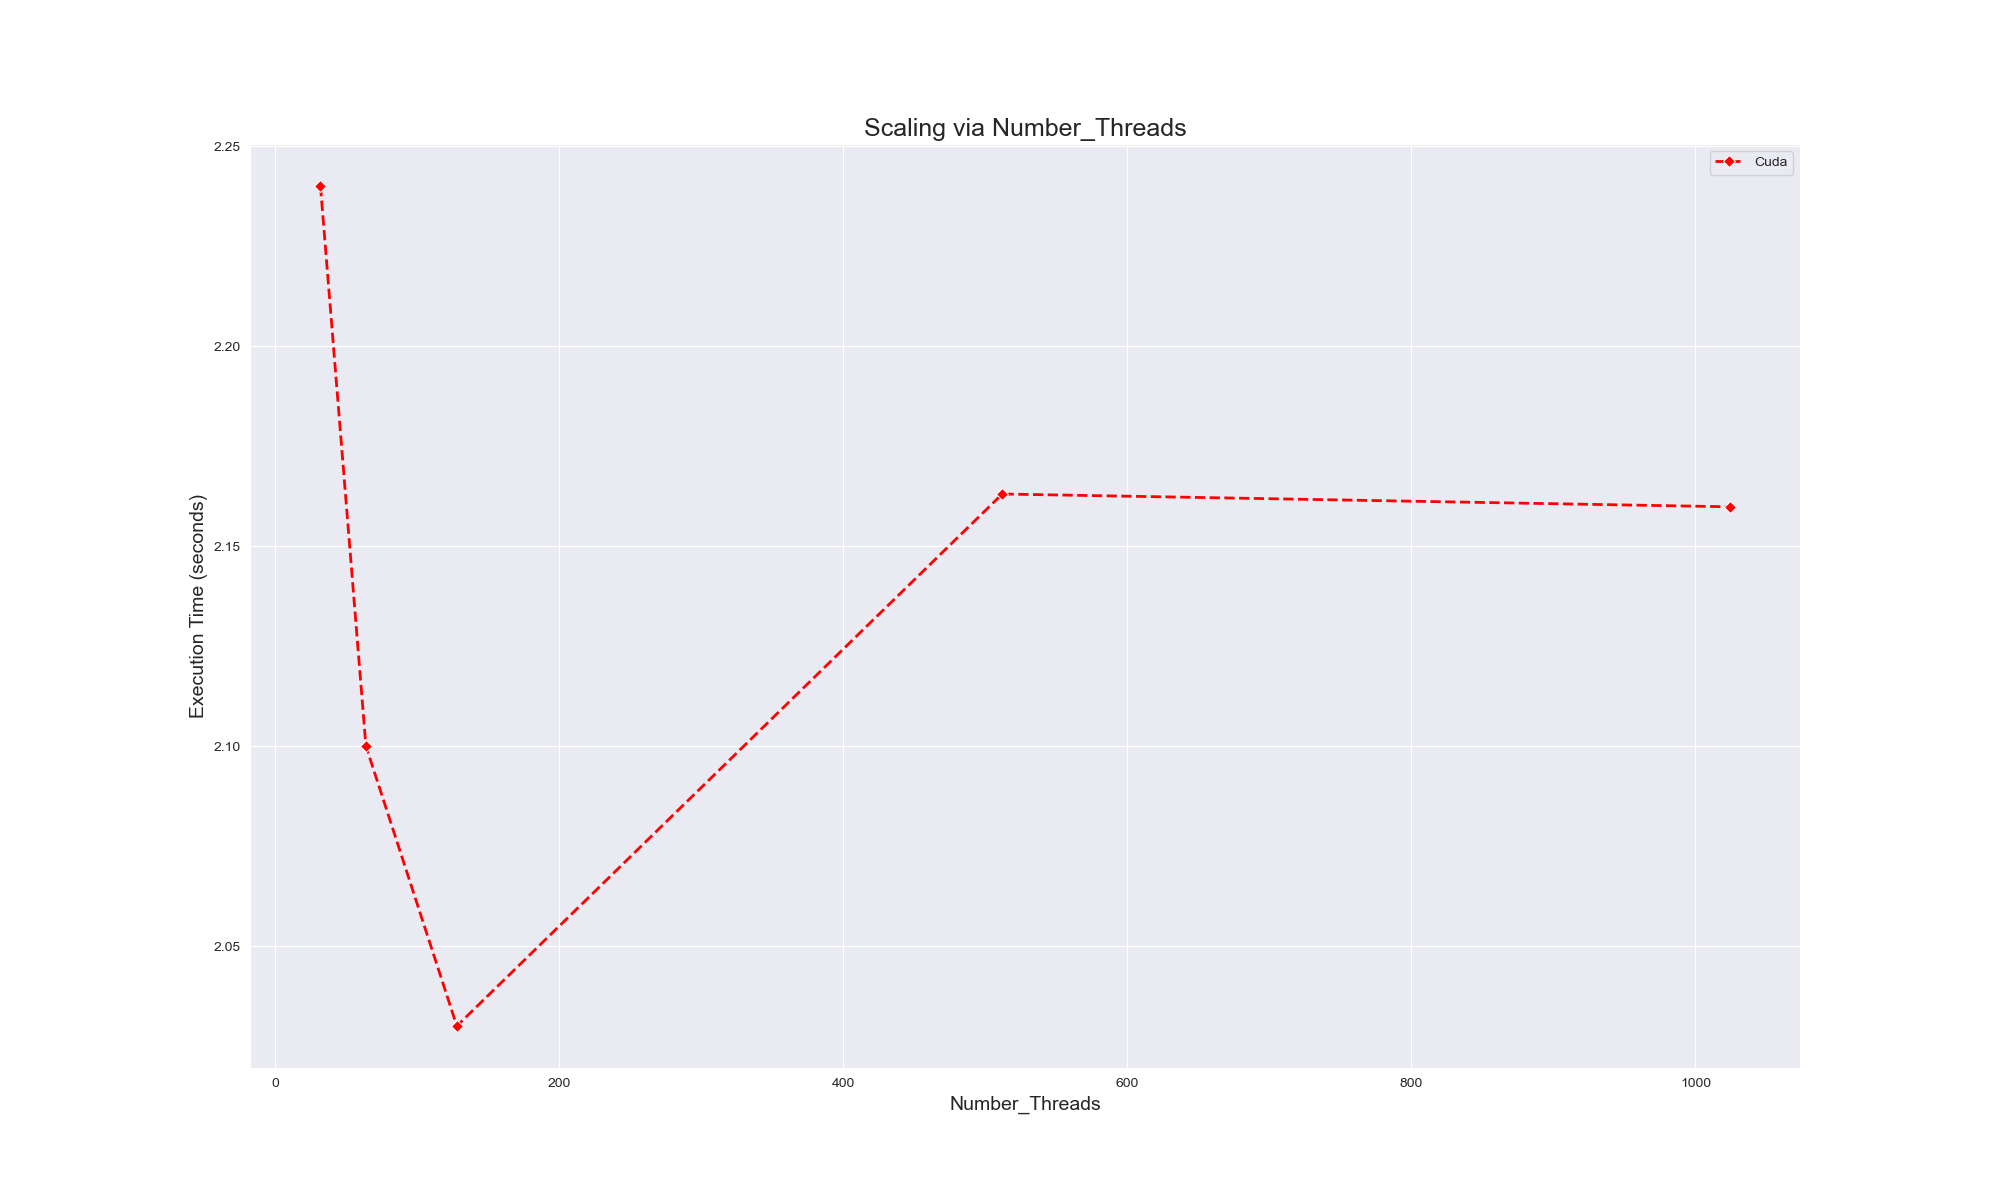 Scaling via Number_Threads
Cuda
2.25
2.20
2.15
2.10
2.05
Execution Time (seconds)
0 200 400 600 800 1000
Number_Threads